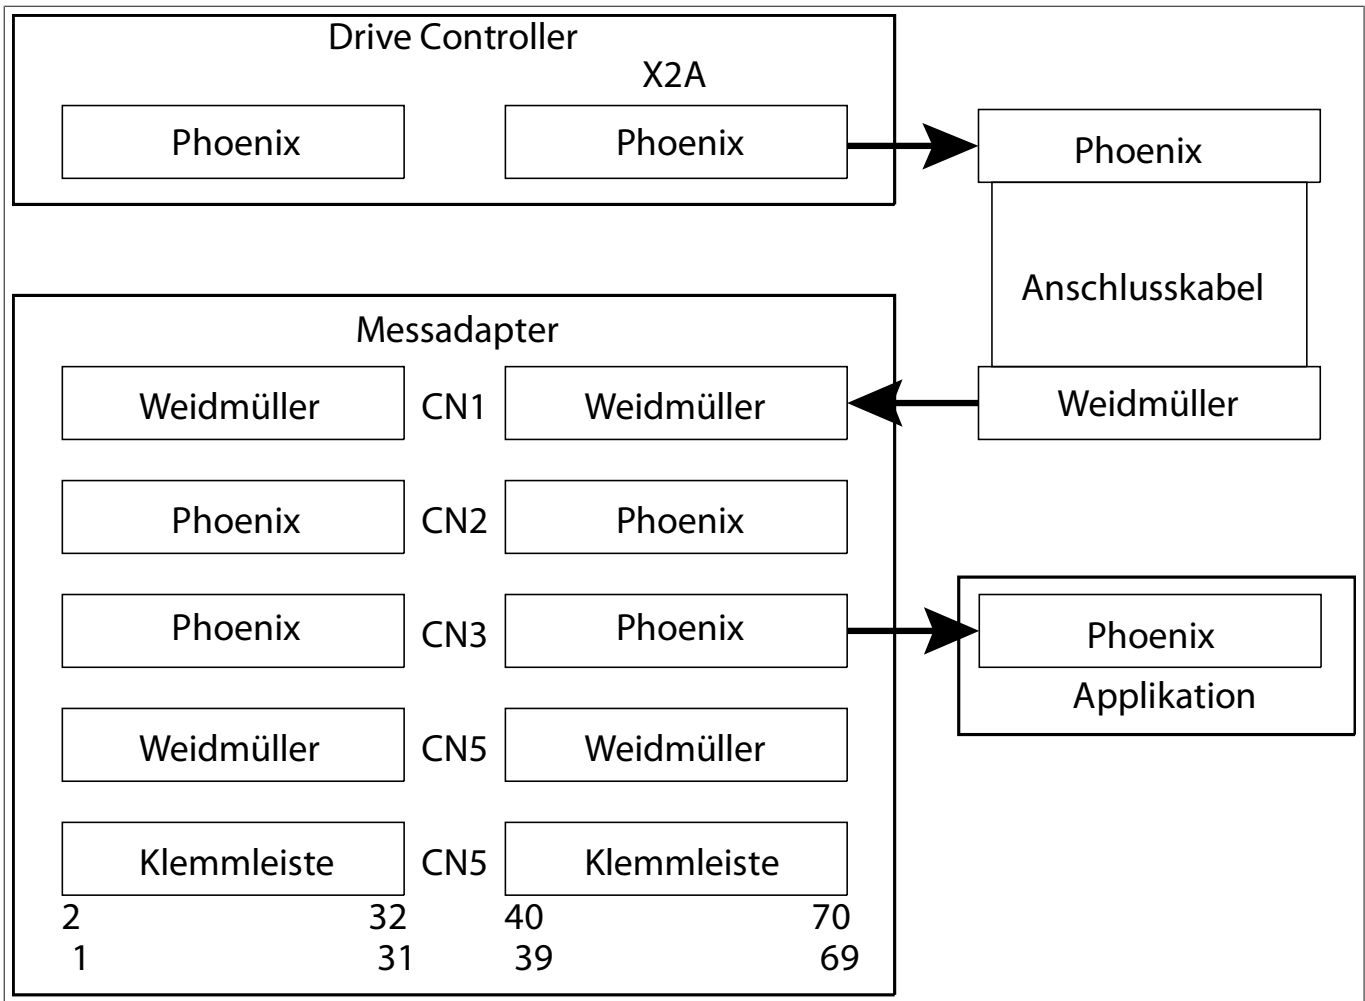 Drive Controller
X2A
Phoenix Phoenix
Phoenix
Anschlusskabel
Weidmüller
Messadapter
Weidmüller CN1 Weidmüller
Phoenix CN2 Phoenix
Phoenix CN3 Phoenix
Phoenix
Applikation
Weidmüller CN5 Weidmüller
Klemmleiste CN5 Klemmleiste
2 32 40 70
1 31 39 69